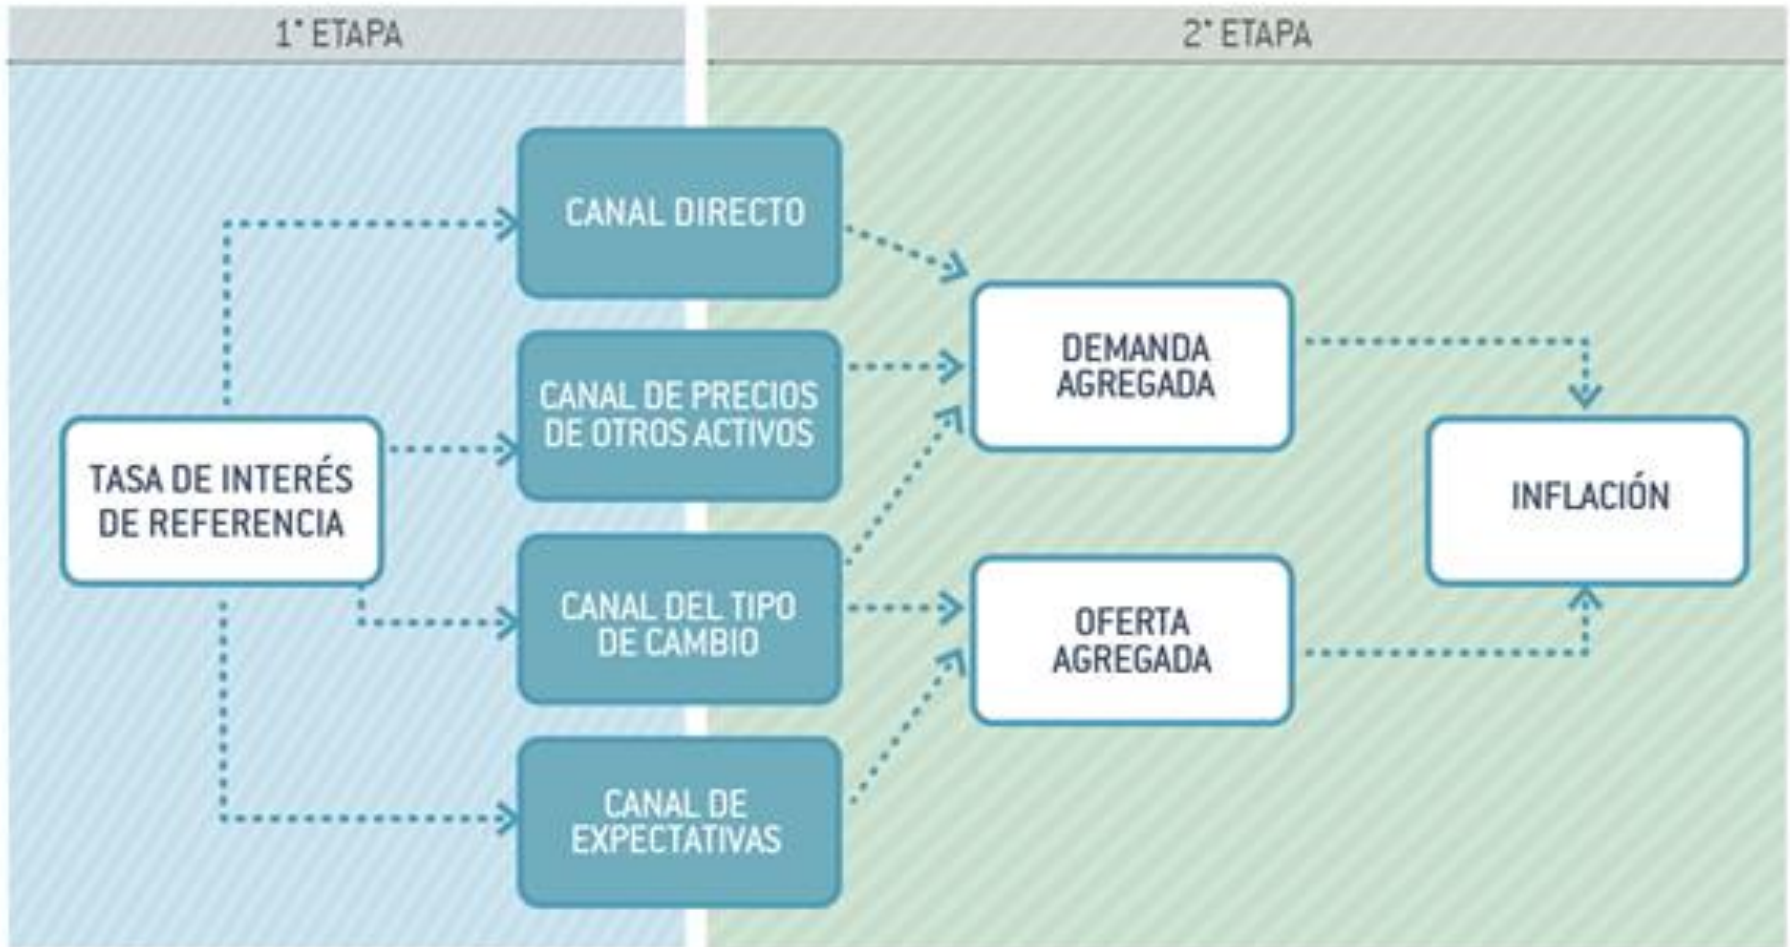 1° ETAPA
2° ETAPA
CANAL DIRECTO
CANAL DE PRECIOS
DE OTROS ACTIVOS
DEMANDA
AGREGADA
TASA DE INTERÉS
DE REFERENCIA
INFLACIÓN
CANAL DEL TIPO
DE CAMBIO
OFERTA
AGREGADA
CANAL DE
EXPECTATIVAS